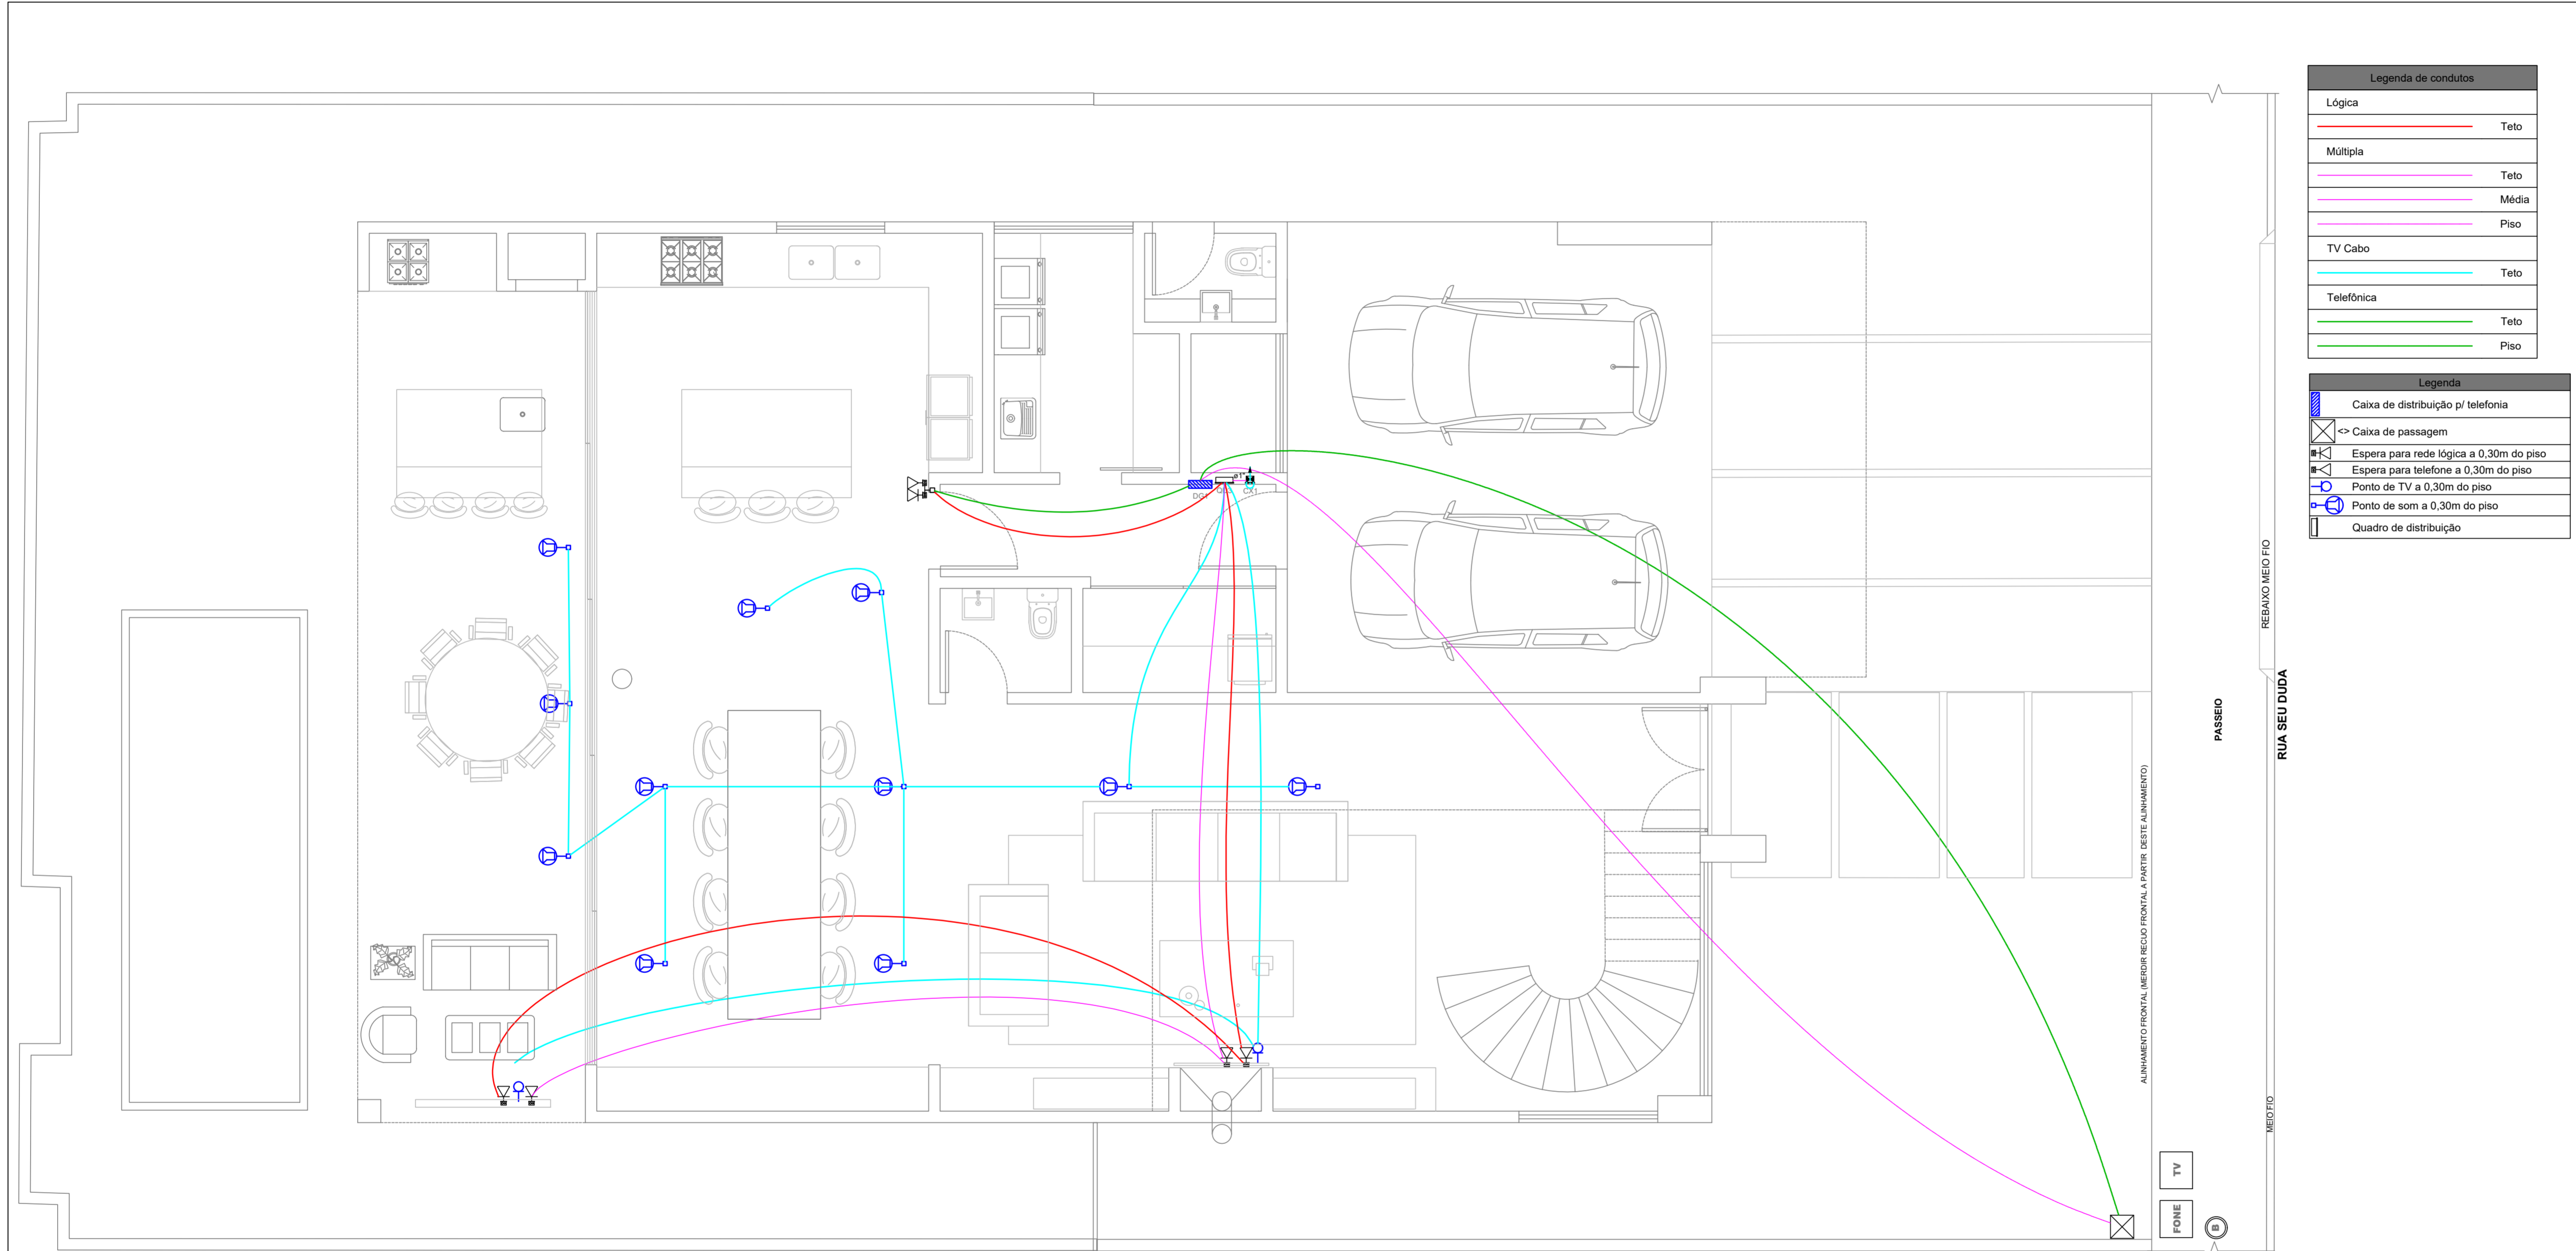 Legenda de condutos
Lógica
Teto
Múltipla
Teto
Média
Piso
TV Cabo
Teto
Telefônica
Teto
Piso
Legenda
Caixa de distribuição p/ telefonia
<> Caixa de passagem
Espera para rede lógica a 0,30m do piso
Espera para telefone a 0,30m do piso
Ponto de TV a 0,30m do piso
Ponto de som a 0,30m do piso
Quadro de distribuição
ø1"
CX1
REBAIXO MEIO FIO
RUA SEU DUDA
PASSEIO
ALINHAMENTO FRONTAL (MERDIR RECUO FRONTAL A PARTIR DESTE ALINHAMENTO)
MEIO FIO
TV
FONE
B